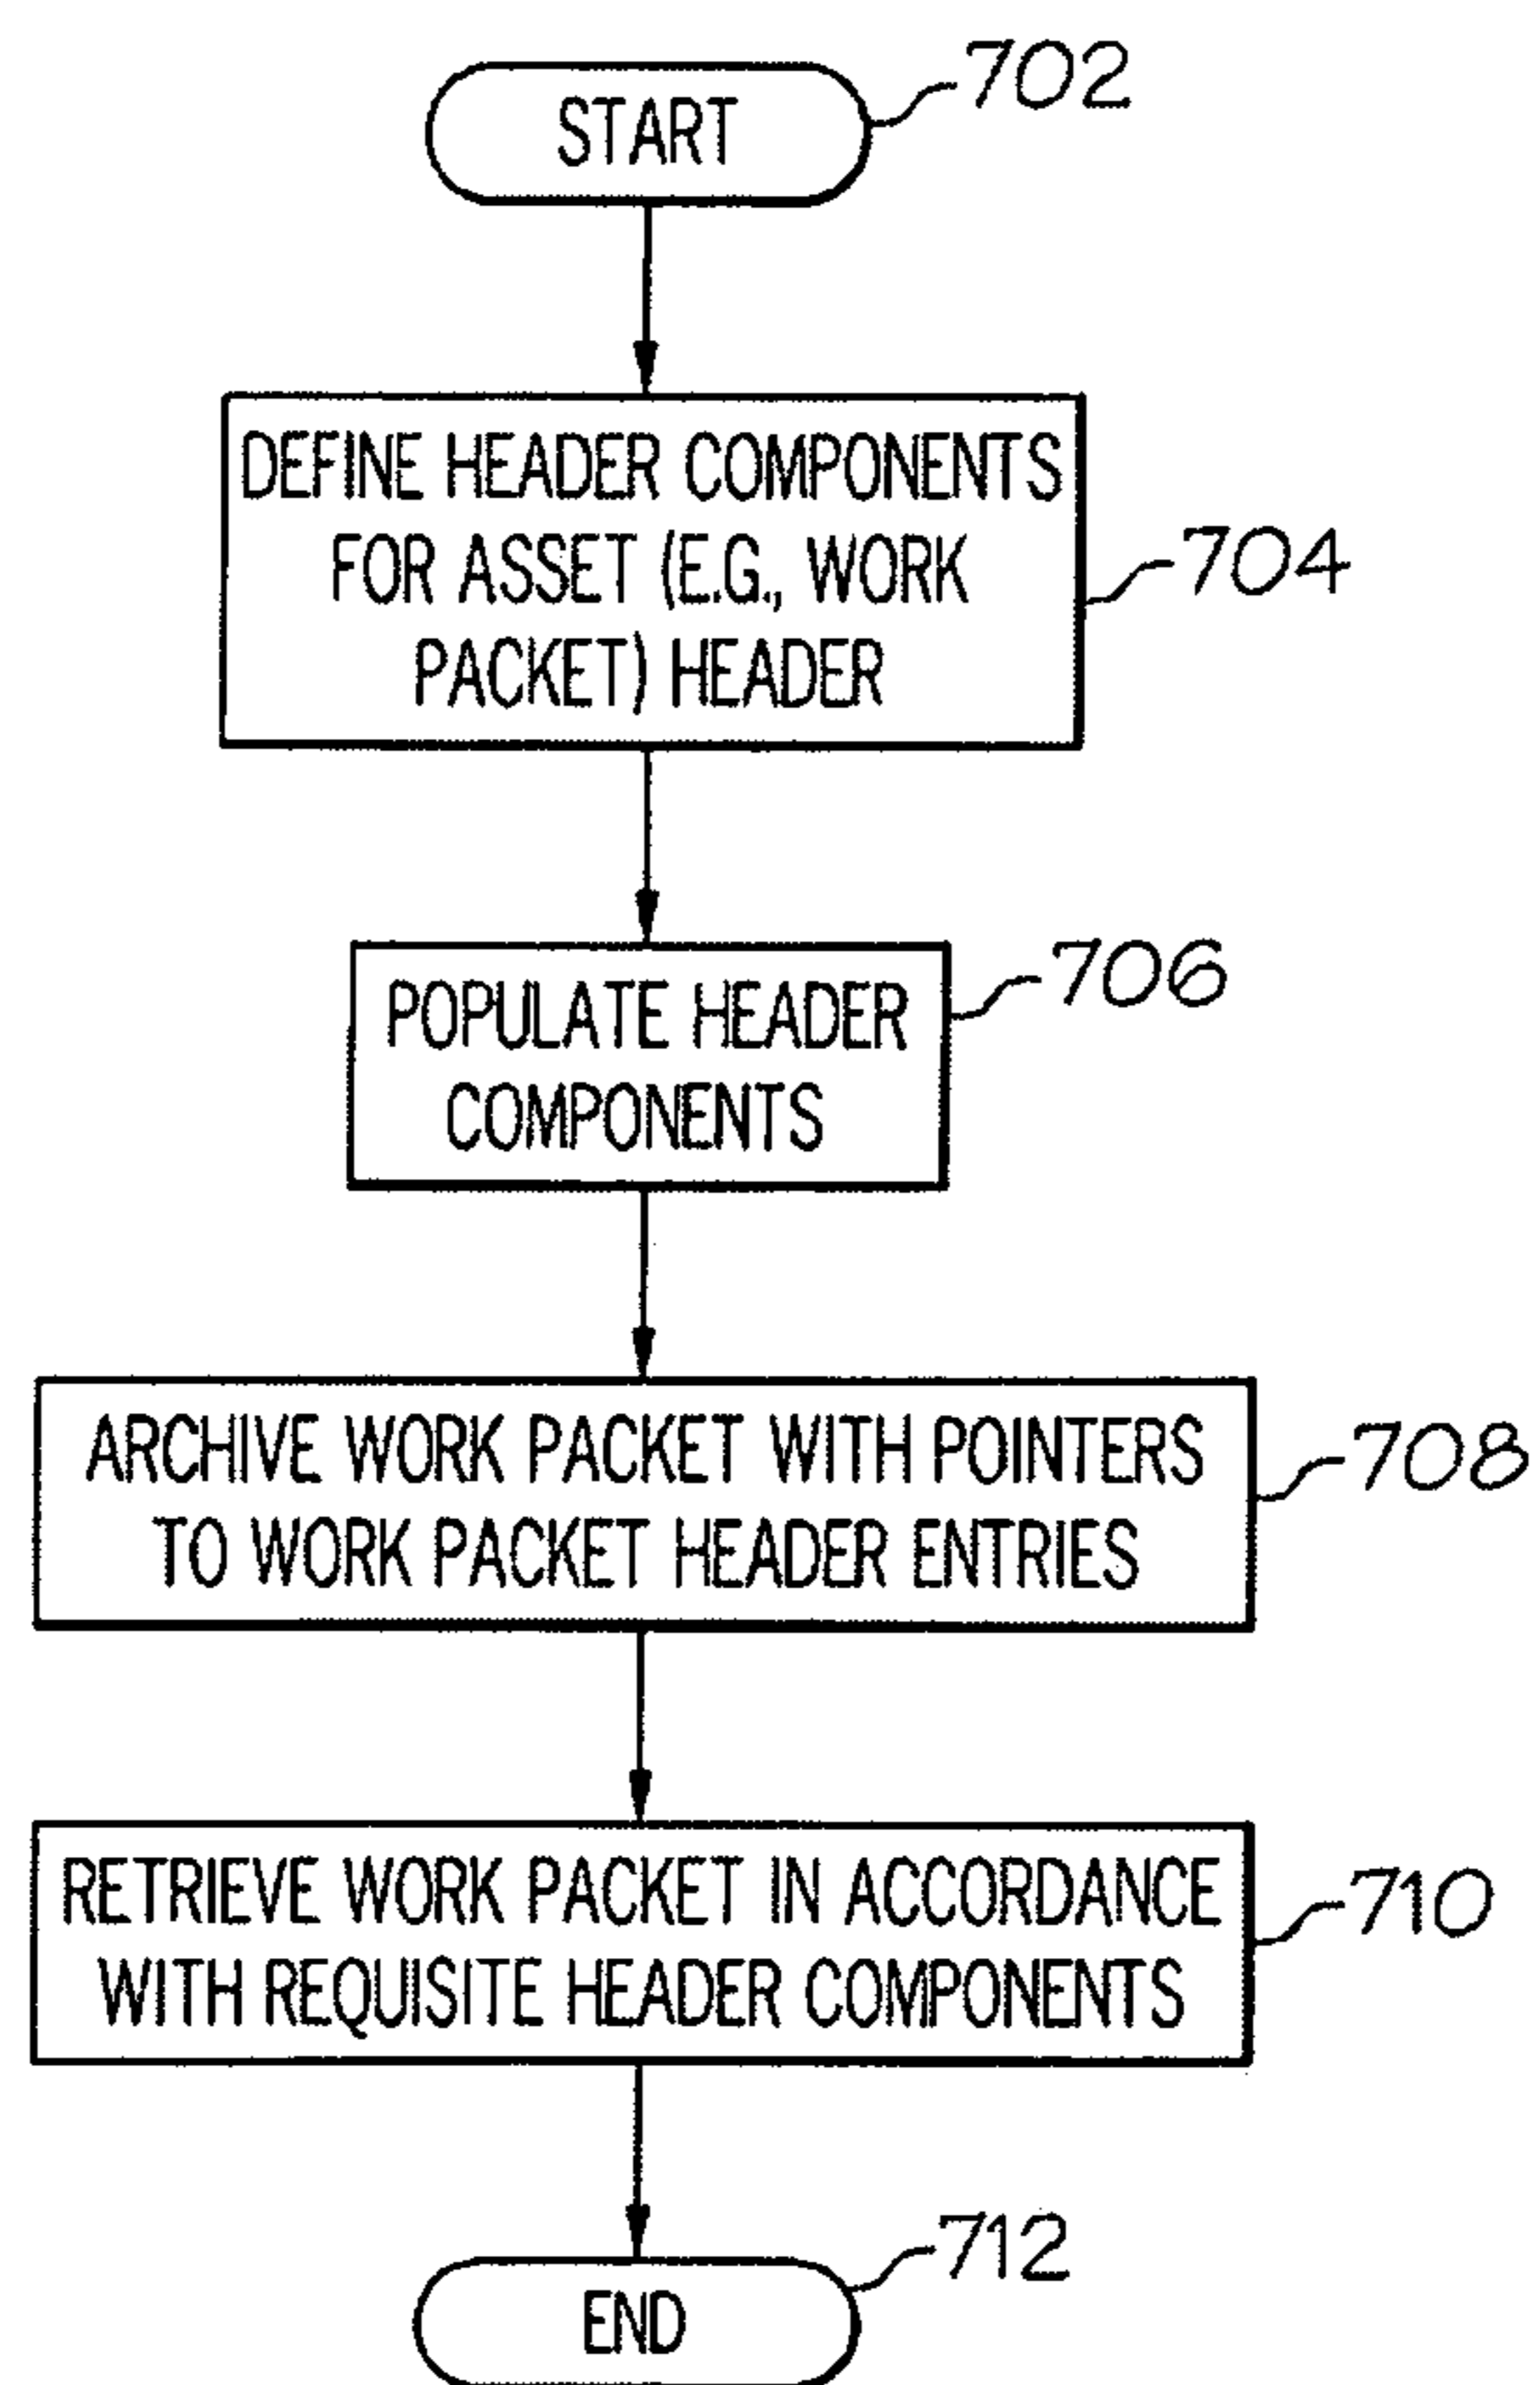 START
702
DEFINE HEADER COMPONENTS
FOR ASSET (E.G., WORK
PACKET) HEADER
704
POPULATE HEADER
COMPONENTS
706
ARCHIVE WORK PACKET WITH POINTERS
TO WORK PACKET HEADER ENTRIES
708
RETRIEVE WORK PACKET IN ACCORDANCE
WITH REQUISITE HEADER COMPONENTS
710
END
712